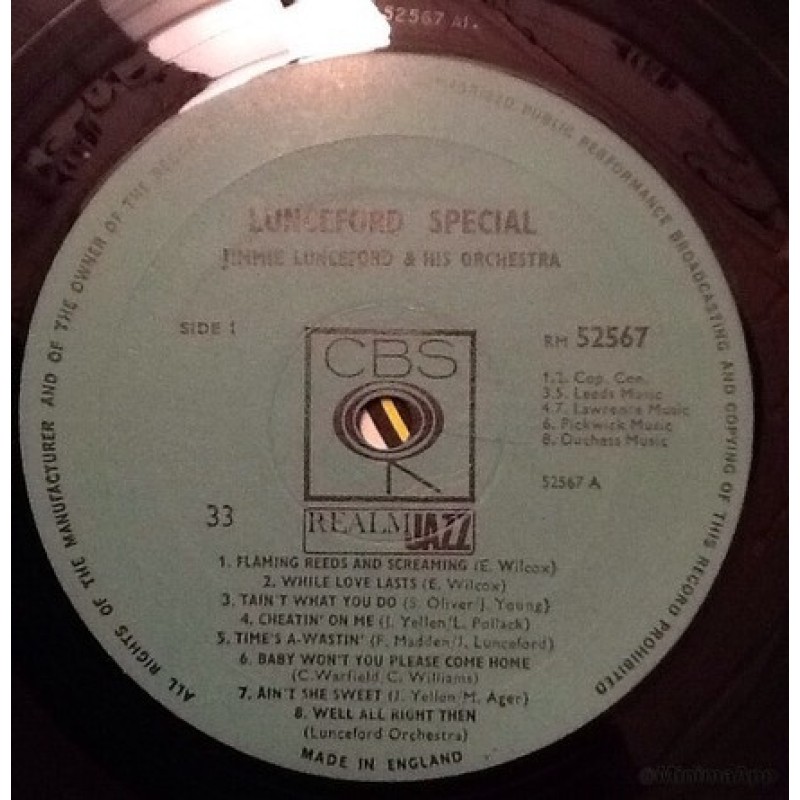 52567 A1.
ALL RIGHTS OF THE MANUFACTURER AND OF THE OWNER OF THE
PUBLIC PERFORMANCE BROADCASTING AND COPYING OF THIS RECORD PROHIBITED
LUNCEFORD SPECIAL
JIMMIE LUNCEFORD & HIS ORCHESTRA
SIDE 1
RM 52567
CBS
R
1.2. Cop. Con.
3.5. Leeds Music
4.7. Lawrence Music
6. Pickwick Music
8. Duchess Music
52567 A
33
REALM JAZZ
1. FLAMING REEDS AND SCREAMING (E. Wilcox)
2. WHILE LOVE LASTS (E. Wilcox)
3. TAIN'T WHAT YOU DO (S. Oliver/J. Young)
4. CHEATIN' ON ME (J. Yellen/L. Pollack)
5. TIME'S A-WASTIN' (F. Madden/J. Lunceford)
6. BABY WON'T YOU PLEASE COME HOME
(C. Warfield/C. Williams)
7. AIN'T SHE SWEET (J. Yellen/M. Ager)
8. WELL ALL RIGHT THEN
(Lunceford Orchestra)
MADE IN ENGLAND